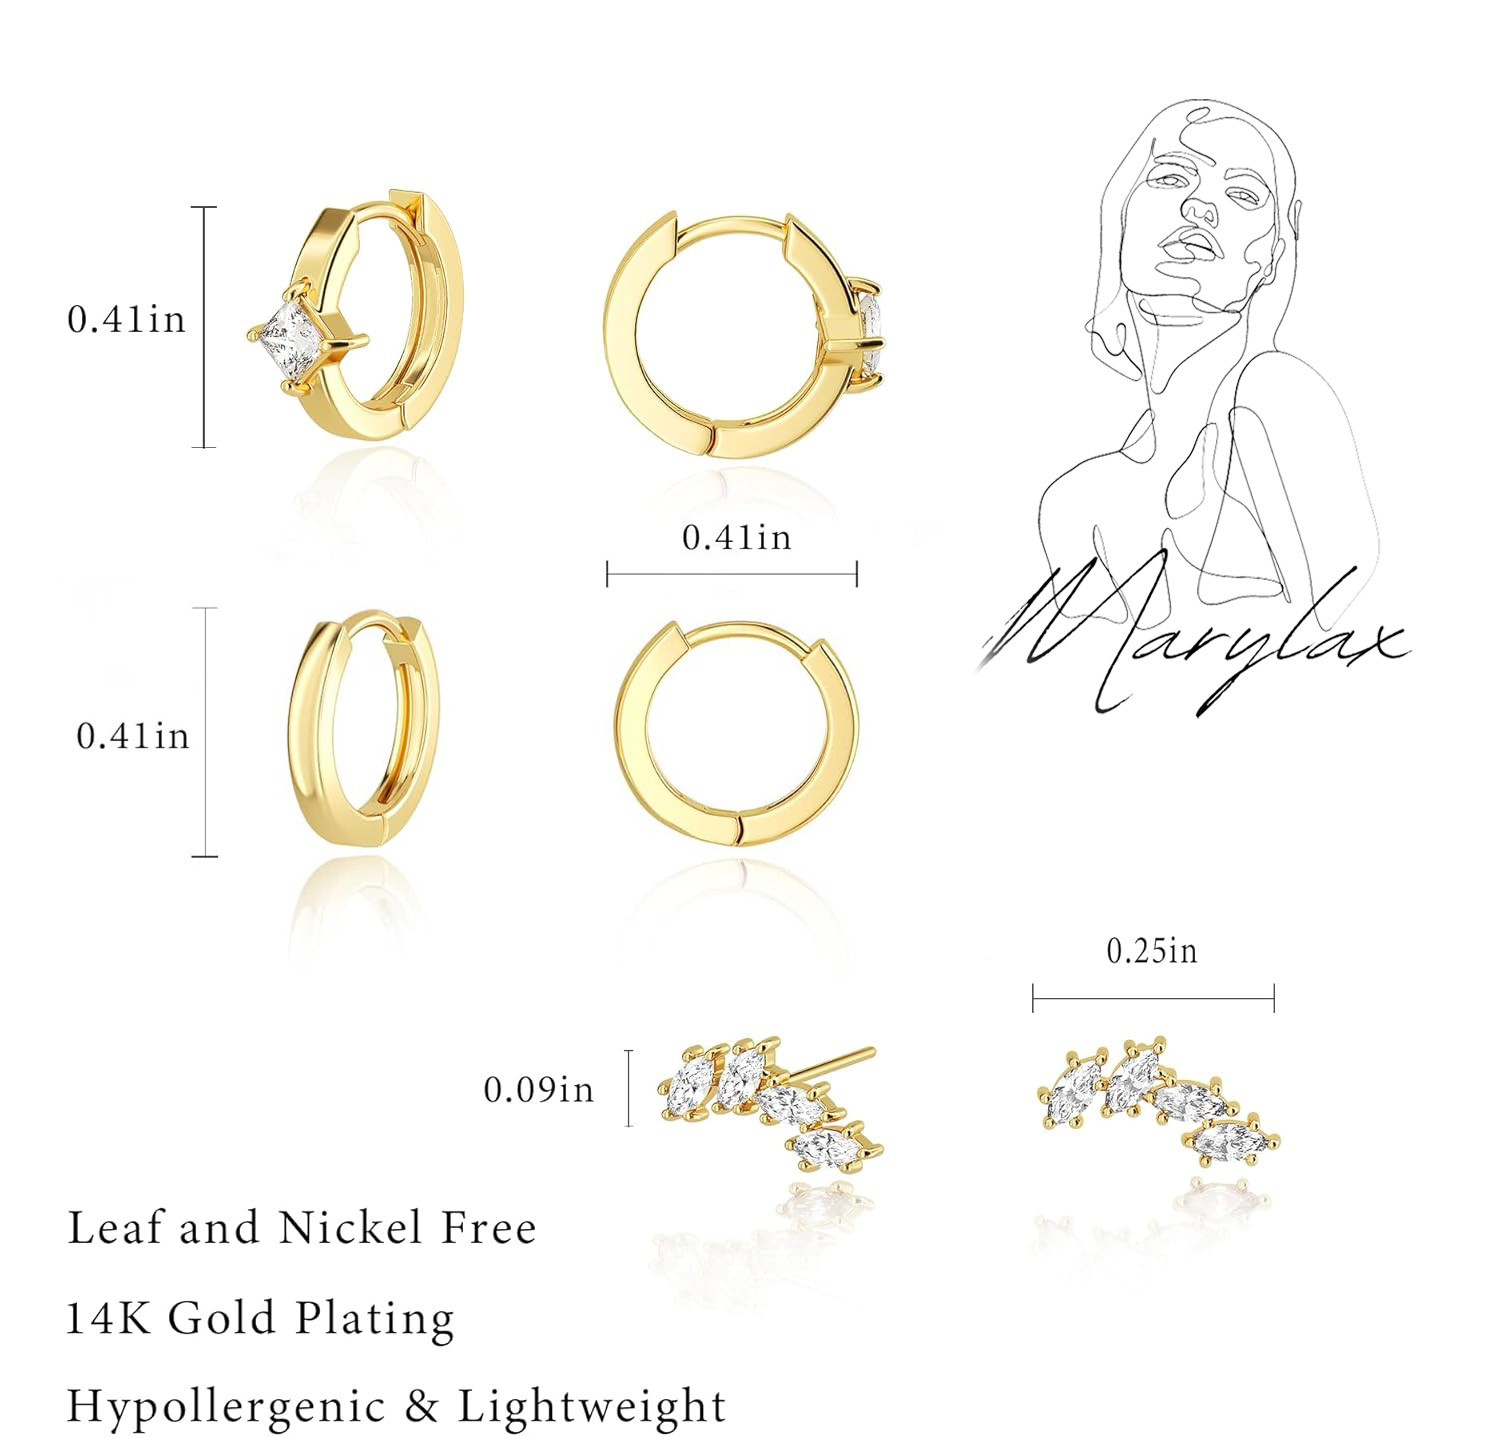 0.41in
0.41in
Marylax
0.41in
0.25in
0.09in
Leaf and Nickel Free
14K Gold Plating
Hypollergenic & Lightweight